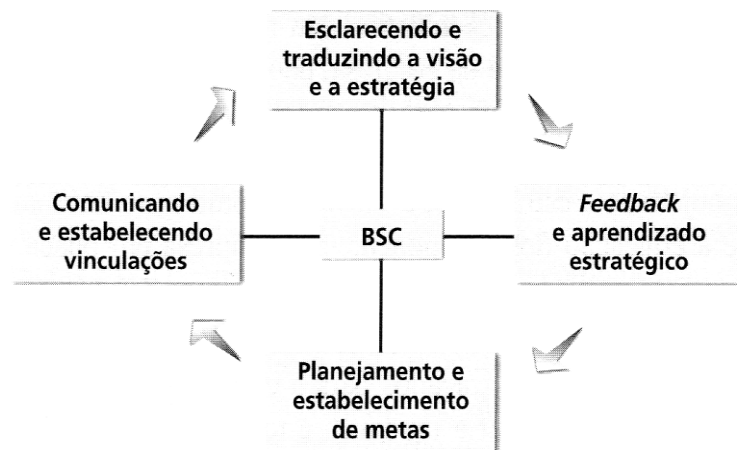 Esclarecendo e
traduzindo a visão
e a estratégia
Comunicando
e estabelecendo
vinculações
BSC
Feedback
e aprendizado
estratégico
Planejamento e
estabelecimento
de metas